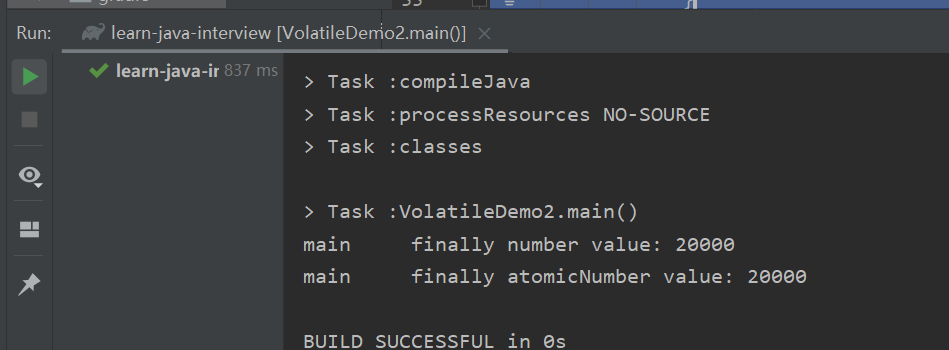 Run: learn-java-interview [VolatileDemo2.main()]
learn-java-ir 837 ms
> Task :compileJava
> Task :processResources NO-SOURCE
> Task :classes
> Task :VolatileDemo2.main()
main finally number value: 20000
main finally atomicNumber value: 20000
BUILD SUCCESSFUL in 0s